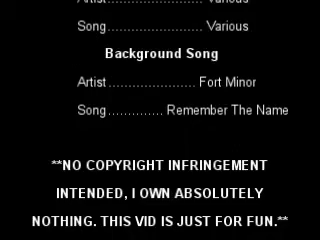 Artist........................ Various
Song........................ Various
Background Song
Artist...................... Fort Minor
Song.............. Remember The Name
**NO COPYRIGHT INFRINGEMENT
INTENDED, I OWN ABSOLUTELY
NOTHING. THIS VID IS JUST FOR FUN.**